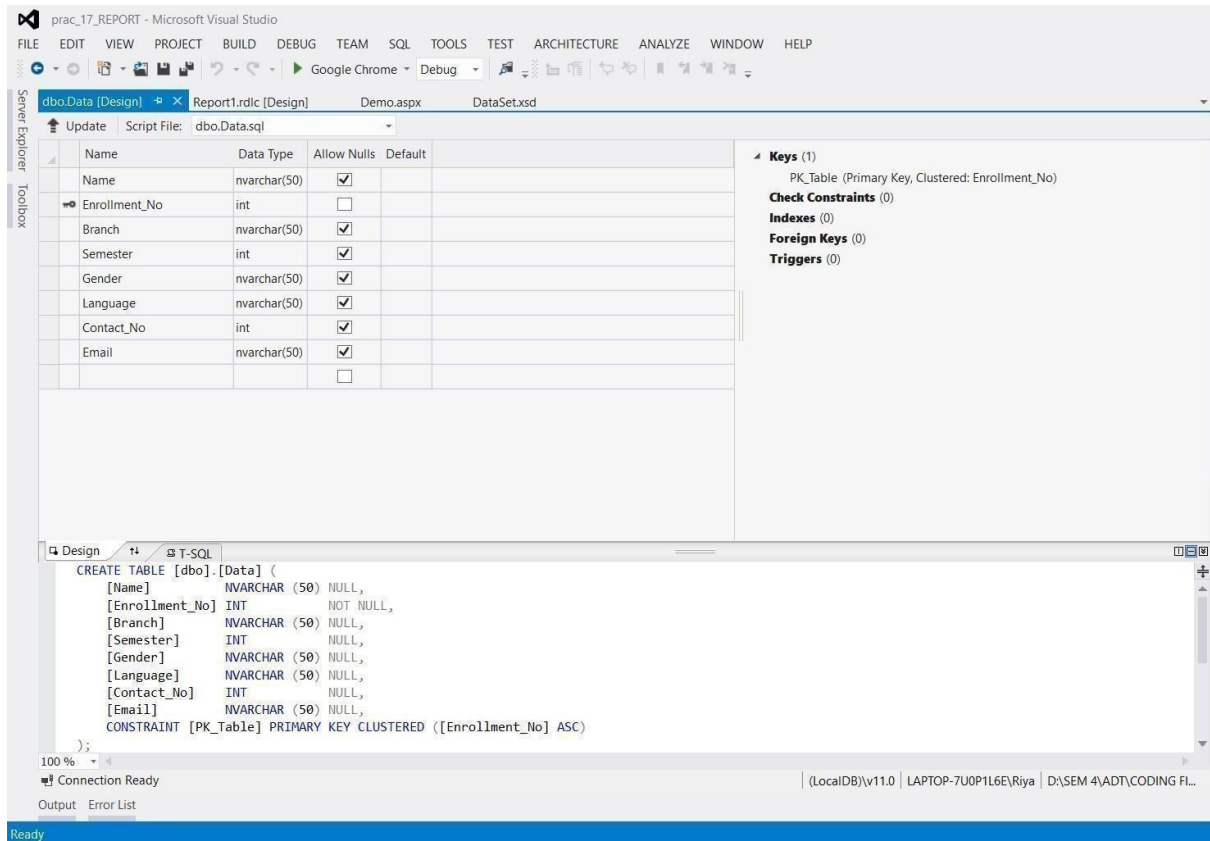 prac_17_REPORT - Microsoft Visual Studio
FILE EDIT VIEW PROJECT BUILD DEBUG TEAM SQL TOOLS TEST ARCHITECTURE ANALYZE WINDOW HELP
Google Chrome Debug
Server Explorer
Toolbox
dbo.Data [Design] Report1.rdlc [Design] Demo.aspx DataSet.xsd
Update Script File: dbo.Data.sql
Name Data Type Allow Nulls Default
Name nvarchar(50)
Enrollment_No int
Branch nvarchar(50)
Semester int
Gender nvarchar(50)
Language nvarchar(50)
Contact_No int
Email nvarchar(50)
Keys (1)
PK_Table (Primary Key, Clustered: Enrollment_No)
Check Constraints (0)
Indexes (0)
Foreign Keys (0)
Triggers (0)
Design T-SQL
CREATE TABLE [dbo].[Data] (
[Name] NVARCHAR (50) NULL,
[Enrollment_No] INT NOT NULL,
[Branch] NVARCHAR (50) NULL,
[Semester] INT NULL,
[Gender] NVARCHAR (50) NULL,
[Language] NVARCHAR (50) NULL,
[Contact_No] INT NULL,
[Email] NVARCHAR (50) NULL,
CONSTRAINT [PK_Table] PRIMARY KEY CLUSTERED ([Enrollment_No] ASC)
);
100 %
Connection Ready (LocalDB)\v11.0 LAPTOP-7U0P1L6E\Riya D:\SEM 4\ADT\CODING FI...
Output Error List
Ready